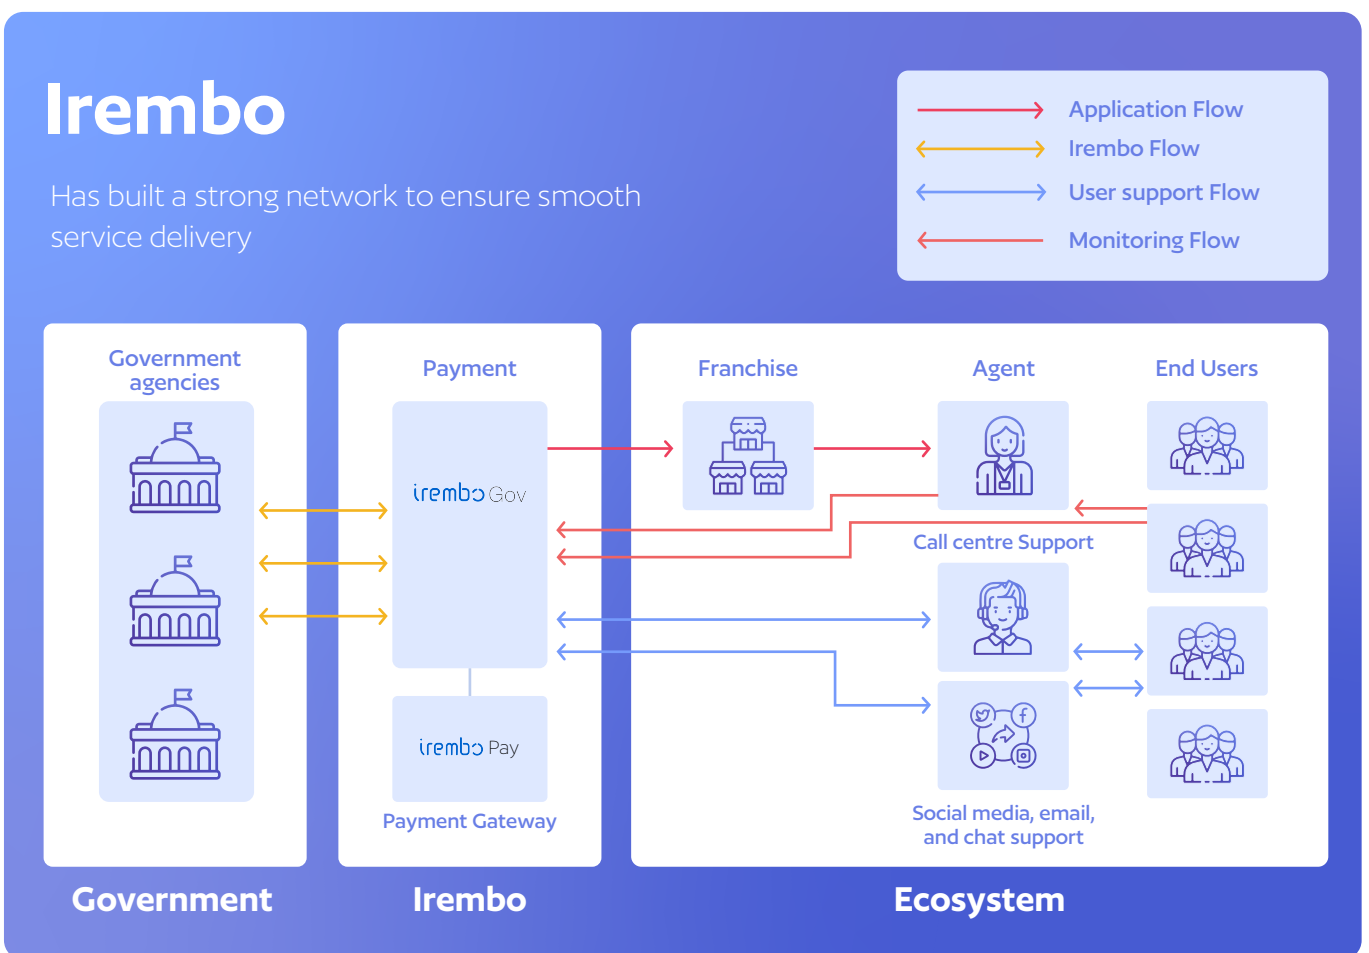 Irembo
Has built a strong network to ensure smooth
service delivery
Application Flow
Irembo Flow
User support Flow
Monitoring Flow
Government
agencies
Payment
Franchise
Agent
End Users
irembo Gov
Call centre Support
irembo Pay
Payment Gateway
Social media, email,
and chat support
Government
Irembo
Ecosystem